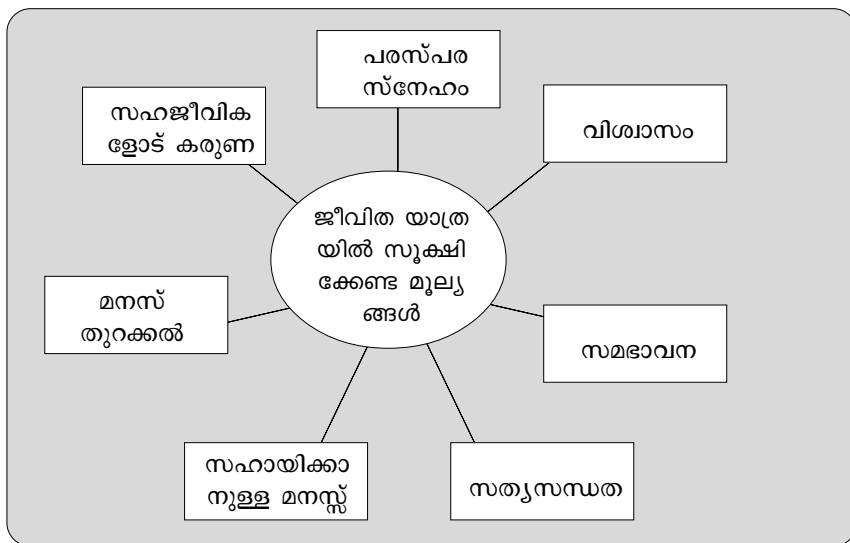 പരസ്പര
സ്നേഹം
സഹജീവിക
ളോട് കരുണ
വിശ്വാസം
ജീവിത യാത്ര
യിൽ സൂക്ഷി
ക്കേണ്ട മൂല്യ
ങ്ങൾ
മനസ്
തുറക്കൽ
സമഭാവന
സഹായിക്കാ
നുള്ള മനസ്സ്
സത്യസന്ധത